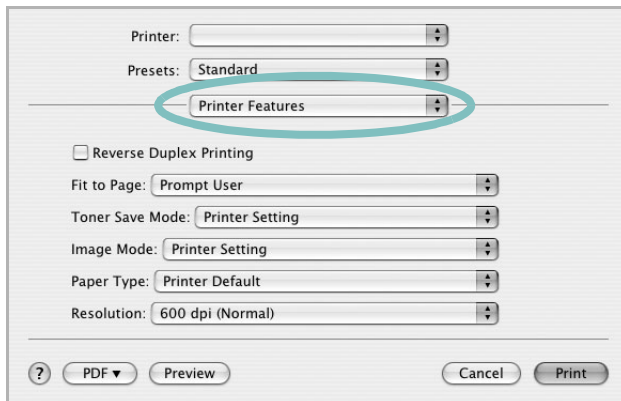 Printer:
Presets: Standard
Printer Features
Reverse Duplex Printing
Fit to Page: Prompt User
Toner Save Mode: Printer Setting
Image Mode: Printer Setting
Paper Type: Printer Default
Resolution: 600 dpi (Normal)
? PDF ▼ Preview Cancel Print